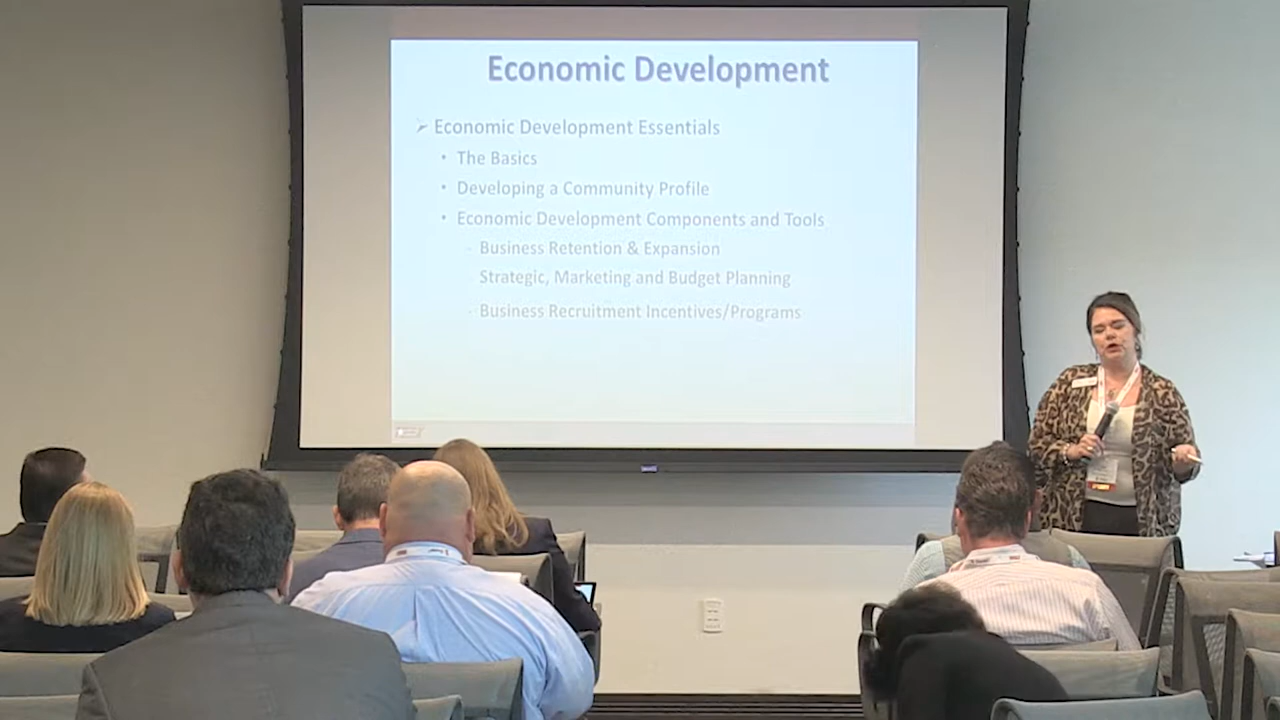 Economic Development
➢ Economic Development Essentials
• The Basics
• Developing a Community Profile
• Economic Development Components and Tools
- Business Retention & Expansion
Strategic, Marketing and Budget Planning
- Business Recruitment Incentives/Programs